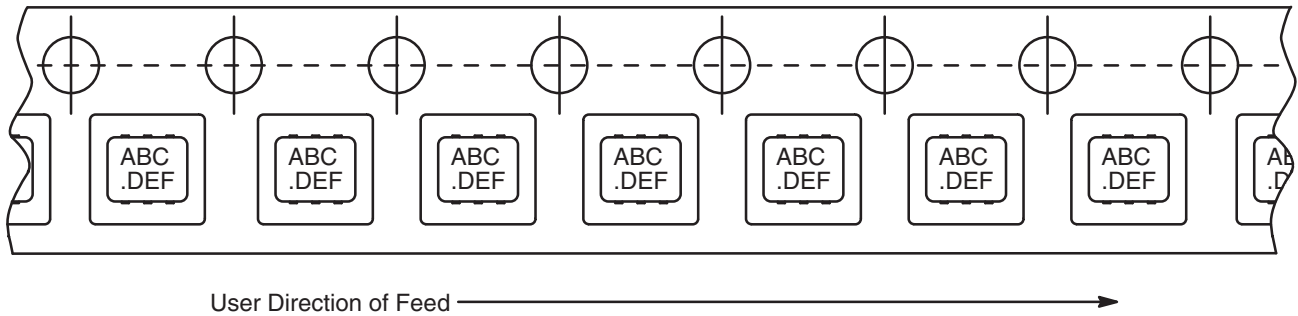 ABC
.DEF
ABC
.DEF
ABC
.DEF
ABC
.DEF
ABC
.DEF
ABC
.DEF
ABC
.DEF
User Direction of Feed